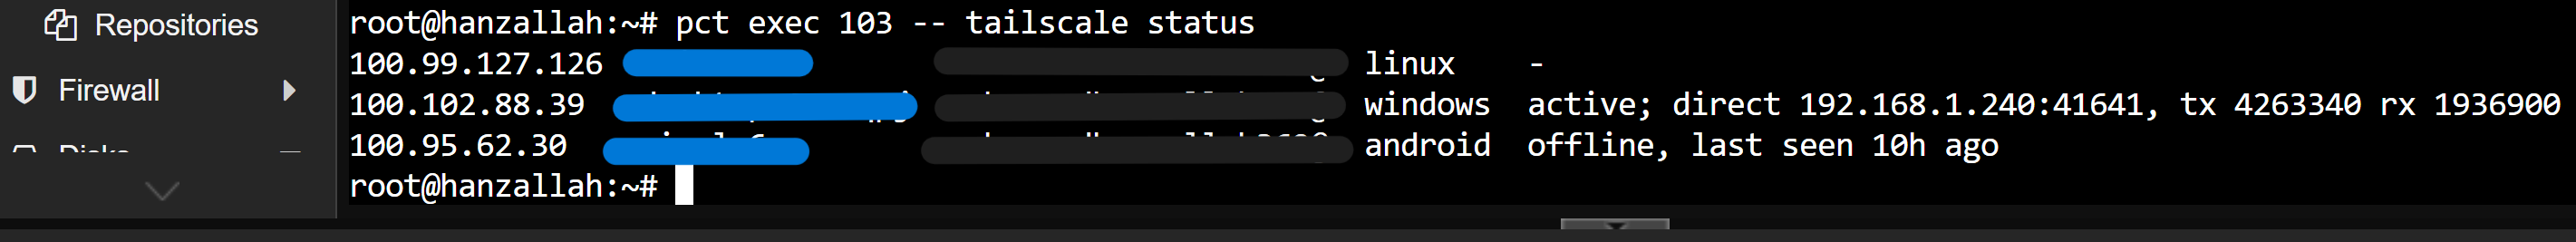 Repositories
Firewall
Disks
root@hanzallah:~# pct exec 103 -- tailscale status
100.99.127.126 linux -
100.102.88.39 windows active; direct 192.168.1.240:41641, tx 4263340 rx 1936900
100.95.62.30 android offline, last seen 10h ago
root@hanzallah:~#